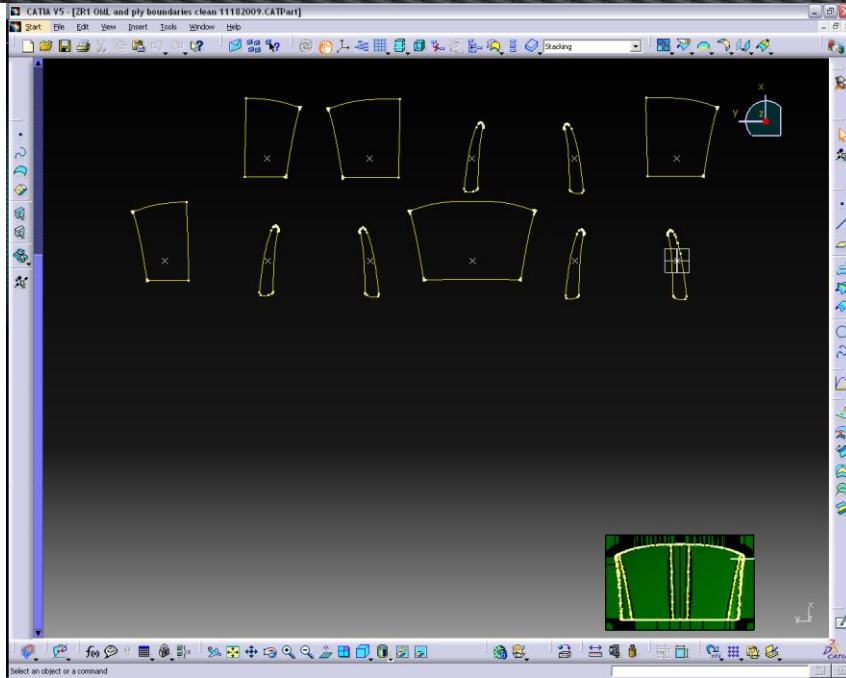 CATIA V5 - [ZR1 OML and ply boundaries clean 11182009.CATPart]
Start File Edit View Insert Tools Window Help
Stacking
x
y z
x
y
f(x)
CATIA
Select an object or a command